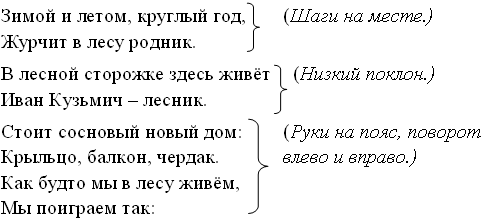 Зимой и летом, круглый год, (Шаги на месте.)
Журчит в лесу родник.
В лесной сторожке здесь живёт (Низкий поклон.)
Иван Кузьмич – лесник.
Стоит сосновый новый дом: (Руки на пояс, поворот
Крыльцо, балкон, чердак. влево и вправо.)
Как будто мы в лесу живём,
Мы поиграем так: